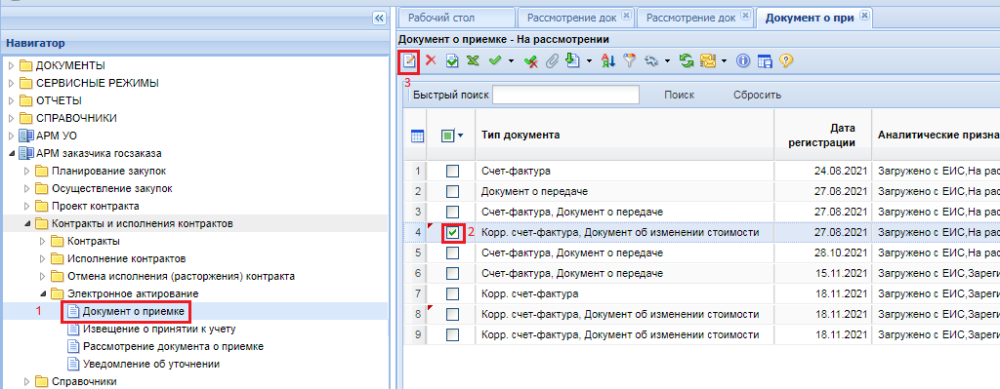 Рабочий стол
Рассмотрение док
Рассмотрение док
Документ о при
Навигатор
ДОКУМЕНТЫ
СЕРВИСНЫЕ РЕЖИМЫ
ОТЧЕТЫ
СПРАВОЧНИКИ
АРМ УО
АРМ заказчика госзаказа
Планирование закупок
Осуществление закупок
Проект контракта
Контракты и исполнения контрактов
Контракты
Исполнение контрактов
Отмена исполнения (расторжения) контракта
Электронное актирование
1 Документ о приемке
Извещение о принятии к учету
Рассмотрение документа о приемке
Уведомление об уточнении
Справочники
Документ о приемке - На рассмотрении
3
Быстрый поиск Поиск Сбросить
Тип документа Дата регистрации Аналитические призна
1 Счет-фактура 24.08.2021 Загружено с ЕИС,На рас
2 Документ о передаче 27.08.2021 Загружено с ЕИС,На рас
3 Счет-фактура, Документ о передаче 27.08.2021 Загружено с ЕИС,На рас
4 2 Корр. счет-фактура, Документ об изменении стоимости 27.08.2021 Загружено с ЕИС,На рас
5 Счет-фактура, Документ о передаче 28.10.2021 Загружено с ЕИС,На рас
6 Счет-фактура, Документ о передаче 15.11.2021 Загружено с ЕИС,Зареги
7 Корр. счет-фактура 18.11.2021 Загружено с ЕИС,Зареги
8 Корр. счет-фактура, Документ об изменении стоимости 18.11.2021 Загружено с ЕИС,Зареги
9 Корр. счет-фактура, Документ об изменении стоимости 18.11.2021 Загружено с ЕИС,Зареги